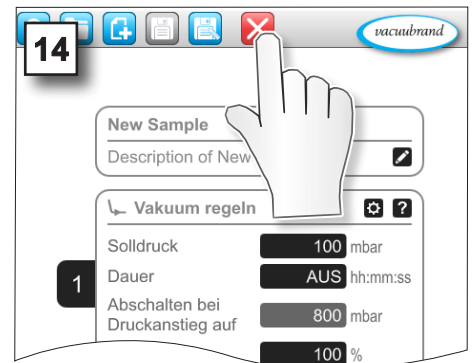 14
vacuubrand
New Sample
Description of New
Vakuum regeln
?
Solldruck 100 mbar
Dauer AUS hh:mm:ss
1
Abschalten bei
Druckanstieg auf
800 mbar
100 %